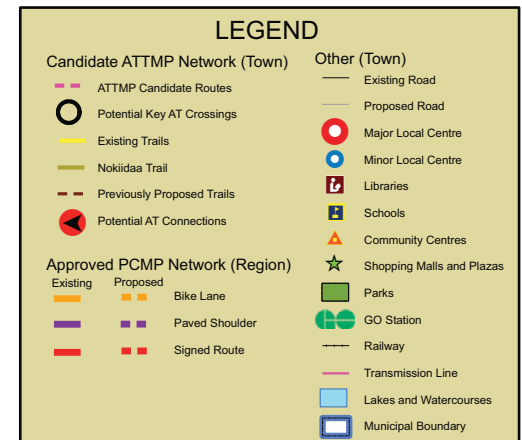 LEGEND
Candidate ATTMP Network (Town)
ATTMP Candidate Routes
Potential Key AT Crossings
Existing Trails
Nokiidaa Trail
Previously Proposed Trails
Potential AT Connections
Approved PCMP Network (Region)
Existing Proposed
Bike Lane
Paved Shoulder
Signed Route
Other (Town)
Existing Road
Proposed Road
Major Local Centre
Minor Local Centre
Libraries
Schools
Community Centres
Shopping Malls and Plazas
Parks
GO Station
Railway
Transmission Line
Lakes and Watercourses
Municipal Boundary